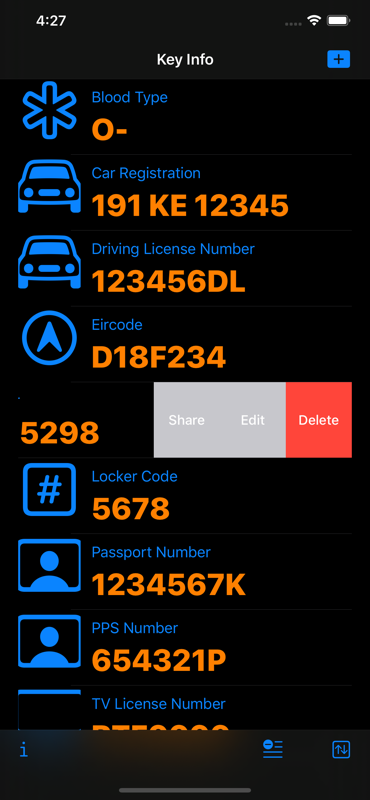 4:27
Key Info
Blood Type
O-
Car Registration
191 KE 12345
Driving License Number
123456DL
Eircode
D18F234
5298
Share Edit Delete
#
Locker Code
5678
Passport Number
1234567K
PPS Number
654321P
TV License Number